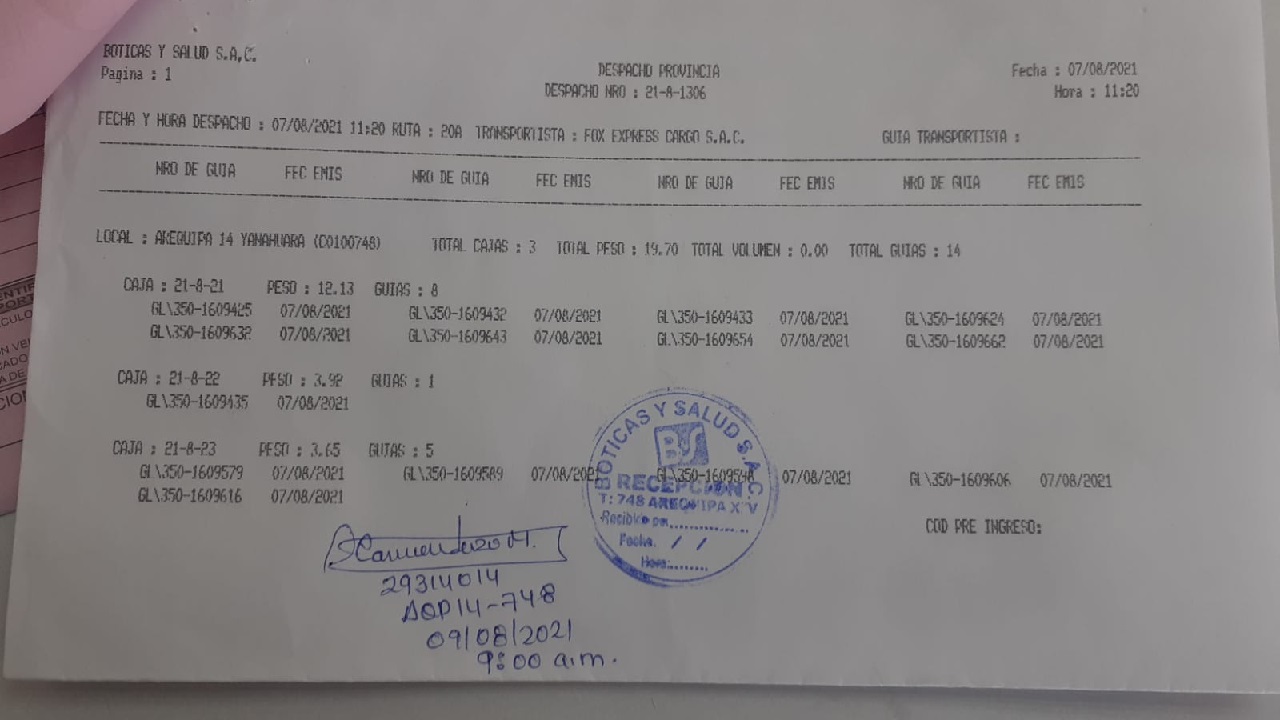 BOTICAS Y SALUD S.A.C.
Pagina : 1
DESPACHO PROVINCIA
DESPACHO NRO : 21-8-1306
Fecha : 07/08/2021
Hora : 11:20
FECHA Y HORA DESPACHO : 07/08/2021 11:20 RUTA : 20A TRANSPORTISTA : FOX EXPRESS CARGO S.A.C. GUIA TRANSPORTISTA :
NRO DE GUIA FEC EMIS NRO DE GUIA FEC EMIS NRO DE GUIA FEC EMIS NRO DE GUIA FEC EMIS
LOCAL : AREQUIPA 14 YANAHUARA (C0100748) TOTAL CAJAS : 3 TOTAL PESO : 19.70 TOTAL VOLUMEN : 0.00 TOTAL GUIAS : 14
CAJA : 21-8-21 PESO : 12.13 GUIAS : 8
GL\350-1609425 07/08/2021 GL\350-1609432 07/08/2021 GL\350-1609433 07/08/2021 GL\350-1609624 07/08/2021
GL\350-1609632 07/08/2021 GL\350-1609643 07/08/2021 GL\350-1609654 07/08/2021 GL\350-1609662 07/08/2021
CAJA : 21-8-22 PESO : 3.92 GUIAS : 1
GL\350-1609435 07/08/2021
CAJA : 21-8-23 PESO : 3.65 GUIAS : 5
GL\350-1609579 07/08/2021 GL\350-1609589 07/08/2021 GL\350-1609598 07/08/2021 GL\350-1609606 07/08/2021
GL\350-1609616 07/08/2021
COD PRE INGRESO:
BOTICAS Y SALUD S.A.C.
BS
RECEPCION
T: 748 AREQUIPA XIV
Recibido por:..............
Fecha: / /
Hora:........
29314014
AQP14-748
09/08/2021
9:00 a.m.